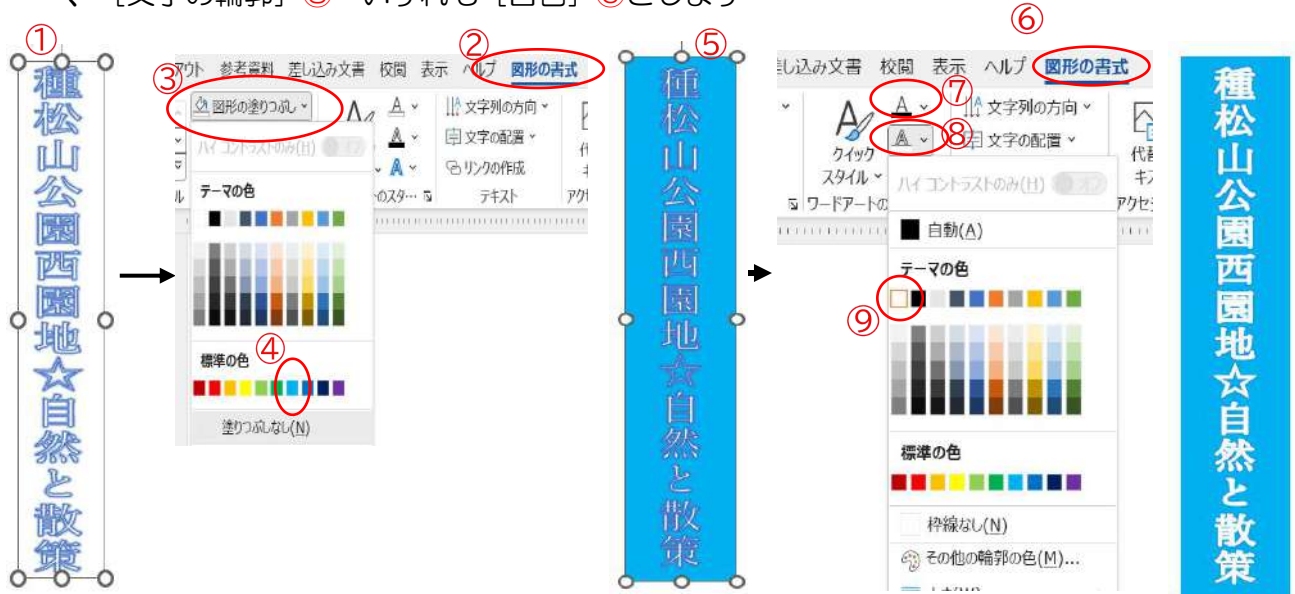 ①
種松山公園西園地☆自然と散策
②
③
アウト 参考資料 差し込み文書 校閲 表示 ヘルプ 図形の書式
図形の塗りつぶし
文字列の方向
文字の配置
リンクの作成
テキスト
ハイ コントラストのみ(H) オフ
テーマの色
標準の色
④
塗りつぶしなし(N)
⑤
種松山公園西園地☆自然と散策
⑥
差し込み文書 校閲 表示 ヘルプ 図形の書式
⑦
⑧
クイック
スタイル
文字列の方向
文字の配置
ワードアートの
ハイ コントラストのみ(H) オフ
自動(A)
テーマの色
⑨
標準の色
枠線なし(N)
その他の輪郭の色(M)...
種松山公園西園地☆自然と散策